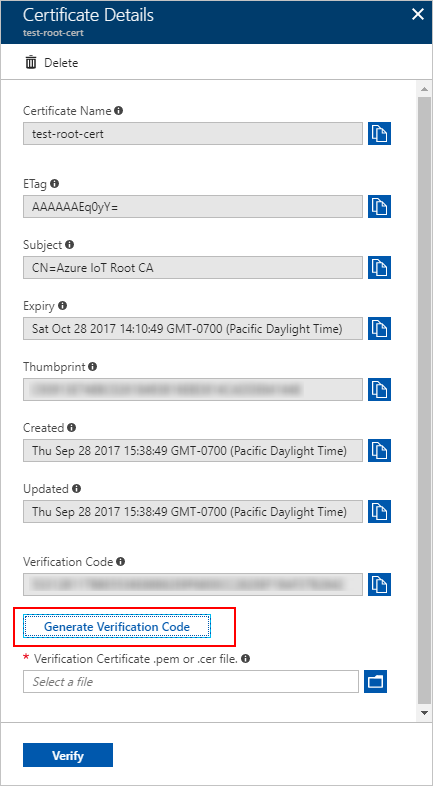 Certificate Details
test-root-cert
Delete
Certificate Name
test-root-cert
ETag
AAAAAAEq0yY=
Subject
CN=Azure IoT Root CA
Expiry
Sat Oct 28 2017 14:10:49 GMT-0700 (Pacific Daylight Time)
Thumbprint
Created
Thu Sep 28 2017 15:38:49 GMT-0700 (Pacific Daylight Time)
Updated
Thu Sep 28 2017 15:38:49 GMT-0700 (Pacific Daylight Time)
Verification Code
Generate Verification Code
* Verification Certificate .pem or .cer file.
Select a file
Verify